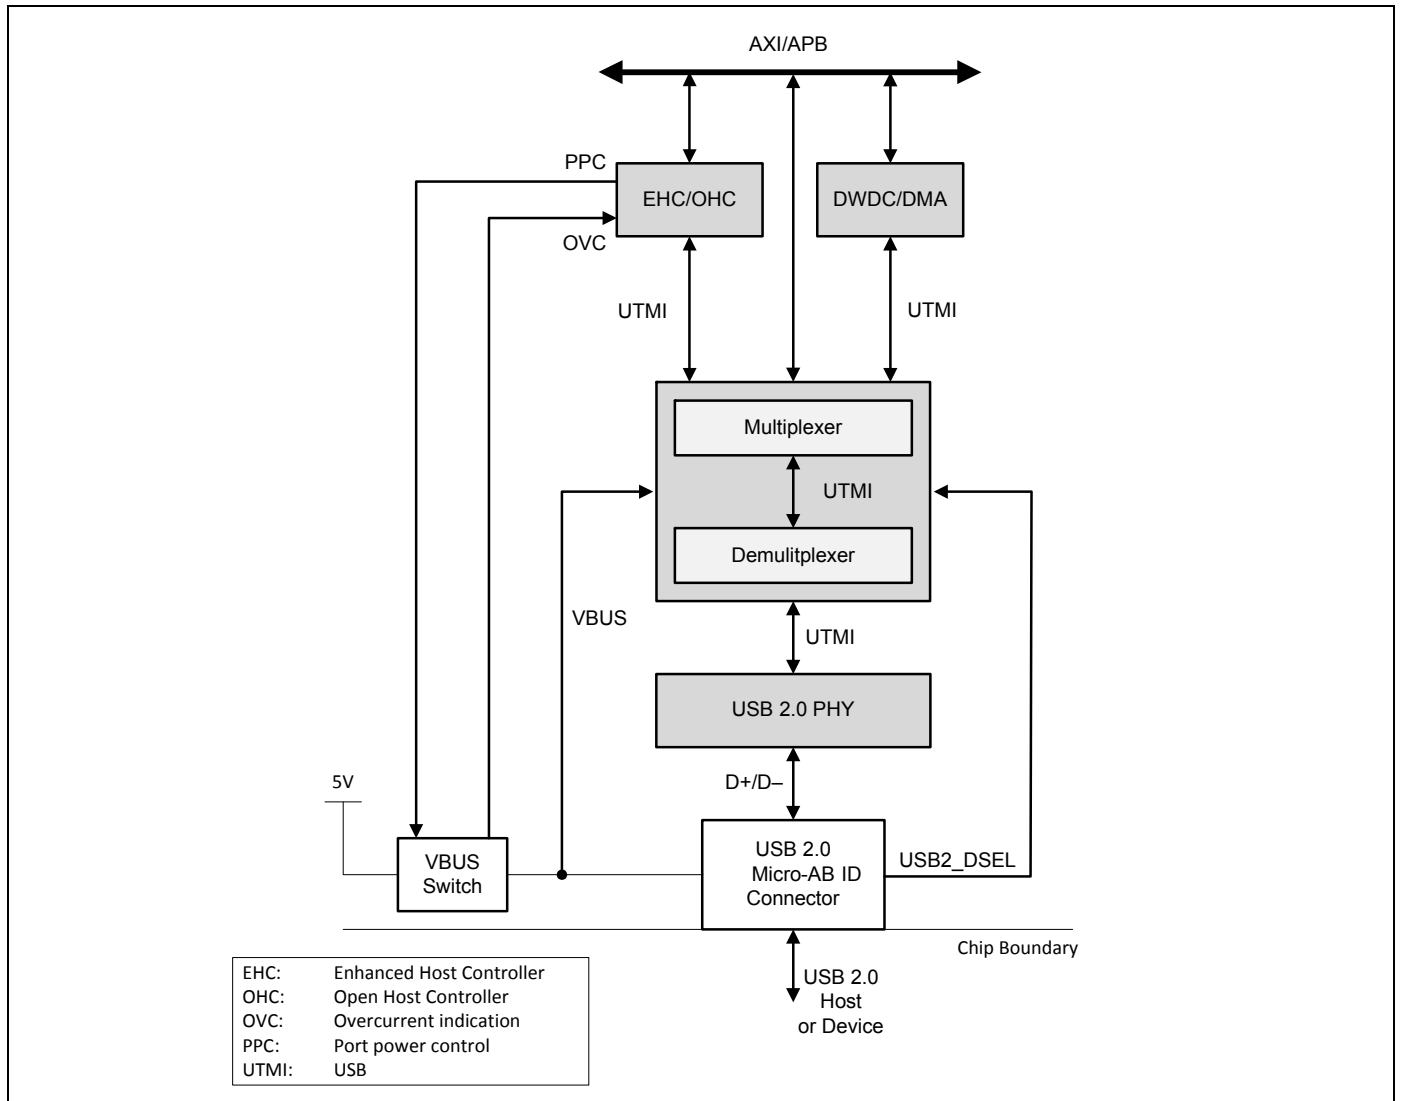 AXI/APB
PPC
EHC/OHC
DWDC/DMA
OVC
UTMI
UTMI
Multiplexer
UTMI
Demulitplexer
VBUS
UTMI
USB 2.0 PHY
5V
D+/D–
VBUS
Switch
USB 2.0
Micro-AB ID
Connector
USB2_DSEL
Chip Boundary
USB 2.0
Host
or Device
EHC: Enhanced Host Controller
OHC: Open Host Controller
OVC: Overcurrent indication
PPC: Port power control
UTMI: USB